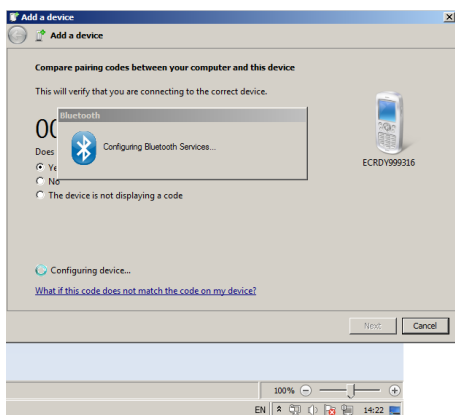 Add a device
Add a device
Compare pairing codes between your computer and this device
This will verify that you are connecting to the correct device.
Bluetooth
Configuring Bluetooth Services...
Does
ECRDY999316
No
The device is not displaying a code
Configuring device...
What if this code does not match the code on my device?
Next Cancel
100%
EN 14:22